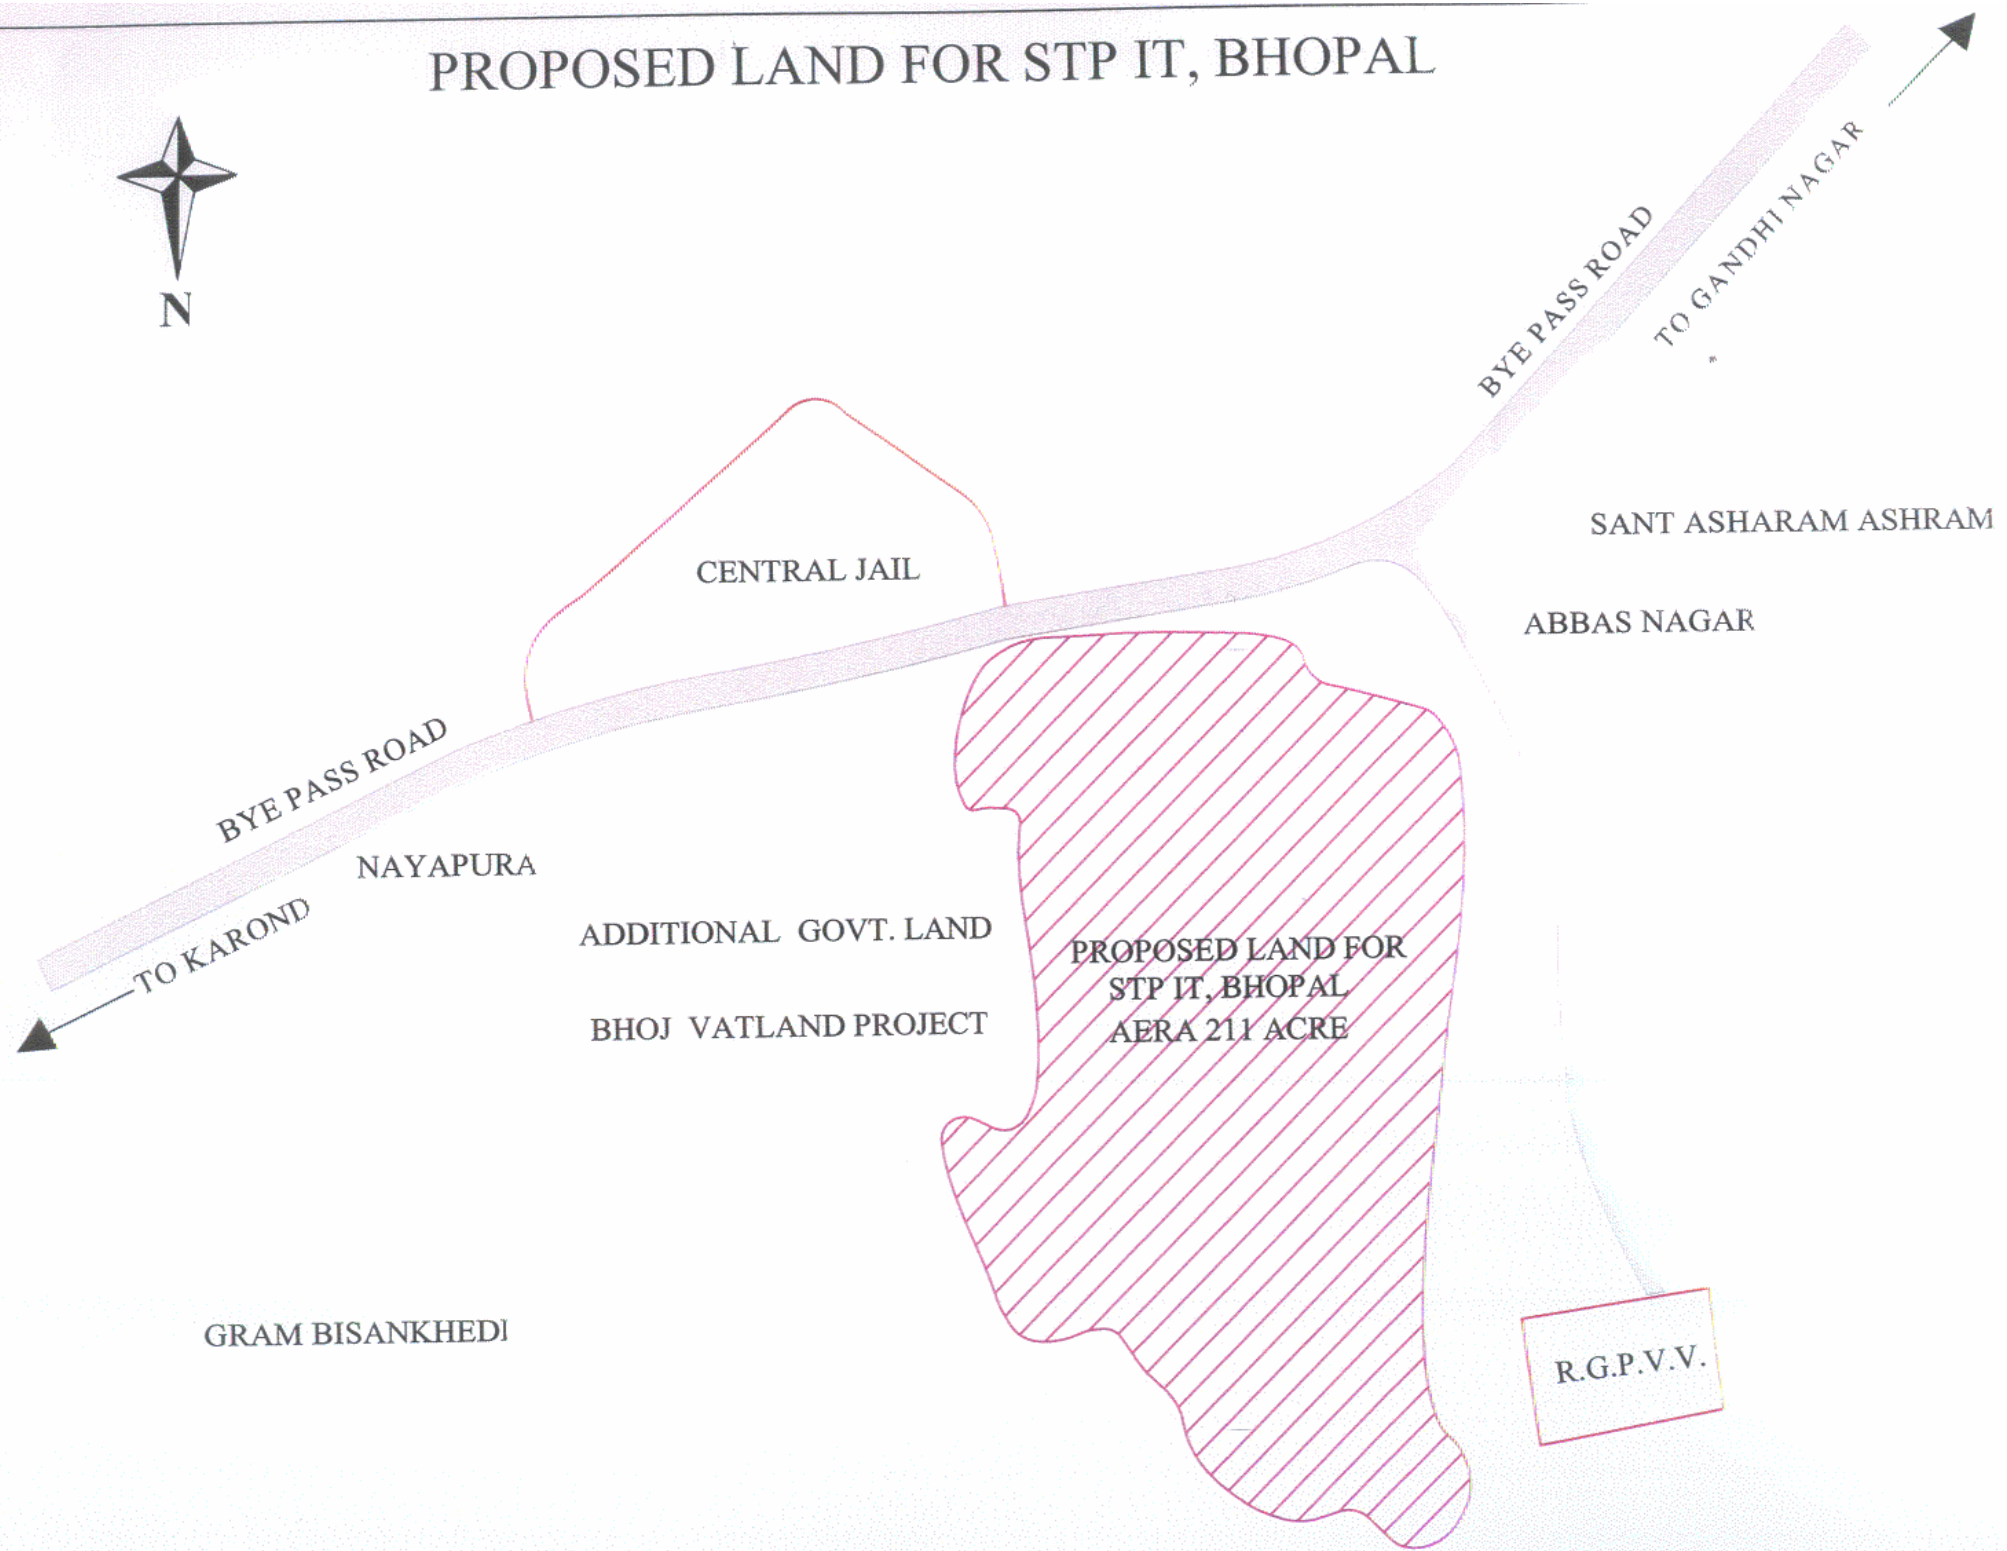 PROPOSED LAND FOR STP IT, BHOPAL
N
BYE PASS ROAD
TO GANDHI NAGAR
SANT ASHARAM ASHRAM
CENTRAL JAIL
ABBAS NAGAR
BYE PASS ROAD
NAYAPURA
TO KAROND
ADDITIONAL GOVT. LAND
BHOJ VATLAND PROJECT
PROPOSED LAND FOR
STP IT, BHOPAL
AERA 211 ACRE
GRAM BISANKHEDI
R.G.P.V.V.